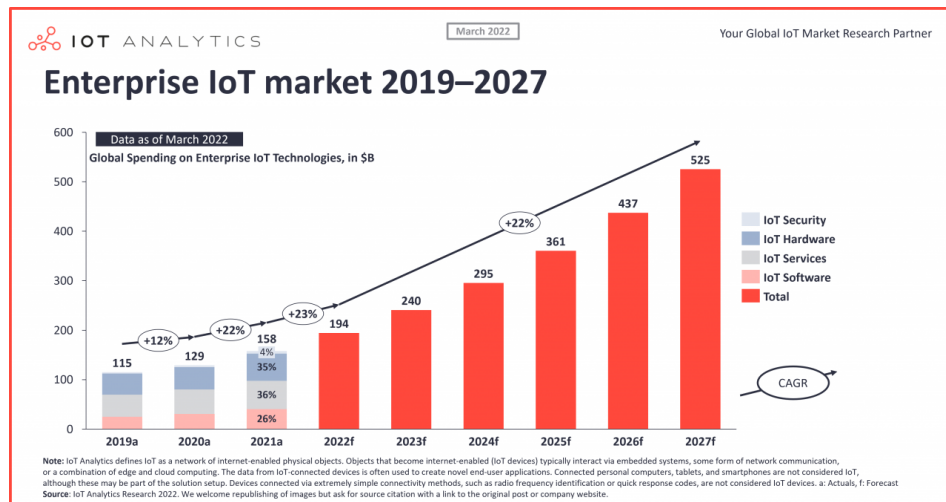 IOT ANALYTICS
March 2022
Your Global IoT Market Research Partner
Enterprise IoT market 2019–2027
Data as of March 2022
Global Spending on Enterprise IoT Technologies, in $B
600
500
400
300
200
100
0
115
129
158
194
240
295
361
437
525
+12%
+22%
+23%
+22%
4%
35%
36%
26%
2019a
2020a
2021a
2022f
2023f
2024f
2025f
2026f
2027f
IoT Security
IoT Hardware
IoT Services
IoT Software
Total
CAGR
Note: IoT Analytics defines IoT as a network of internet-enabled physical objects. Objects that become internet-enabled (IoT devices) typically interact via embedded systems, some form of network communication,
or a combination of edge and cloud computing. The data from IoT-connected devices is often used to create novel end-user applications. Connected personal computers, tablets, and smartphones are not considered IoT,
although these may be part of the solution setup. Devices connected via extremely simple connectivity methods, such as radio frequency identification or quick response codes, are not considered IoT devices. a: Actuals, f: Forecast
Source: IoT Analytics Research 2022. We welcome republishing of images but ask for source citation with a link to the original post or company website.